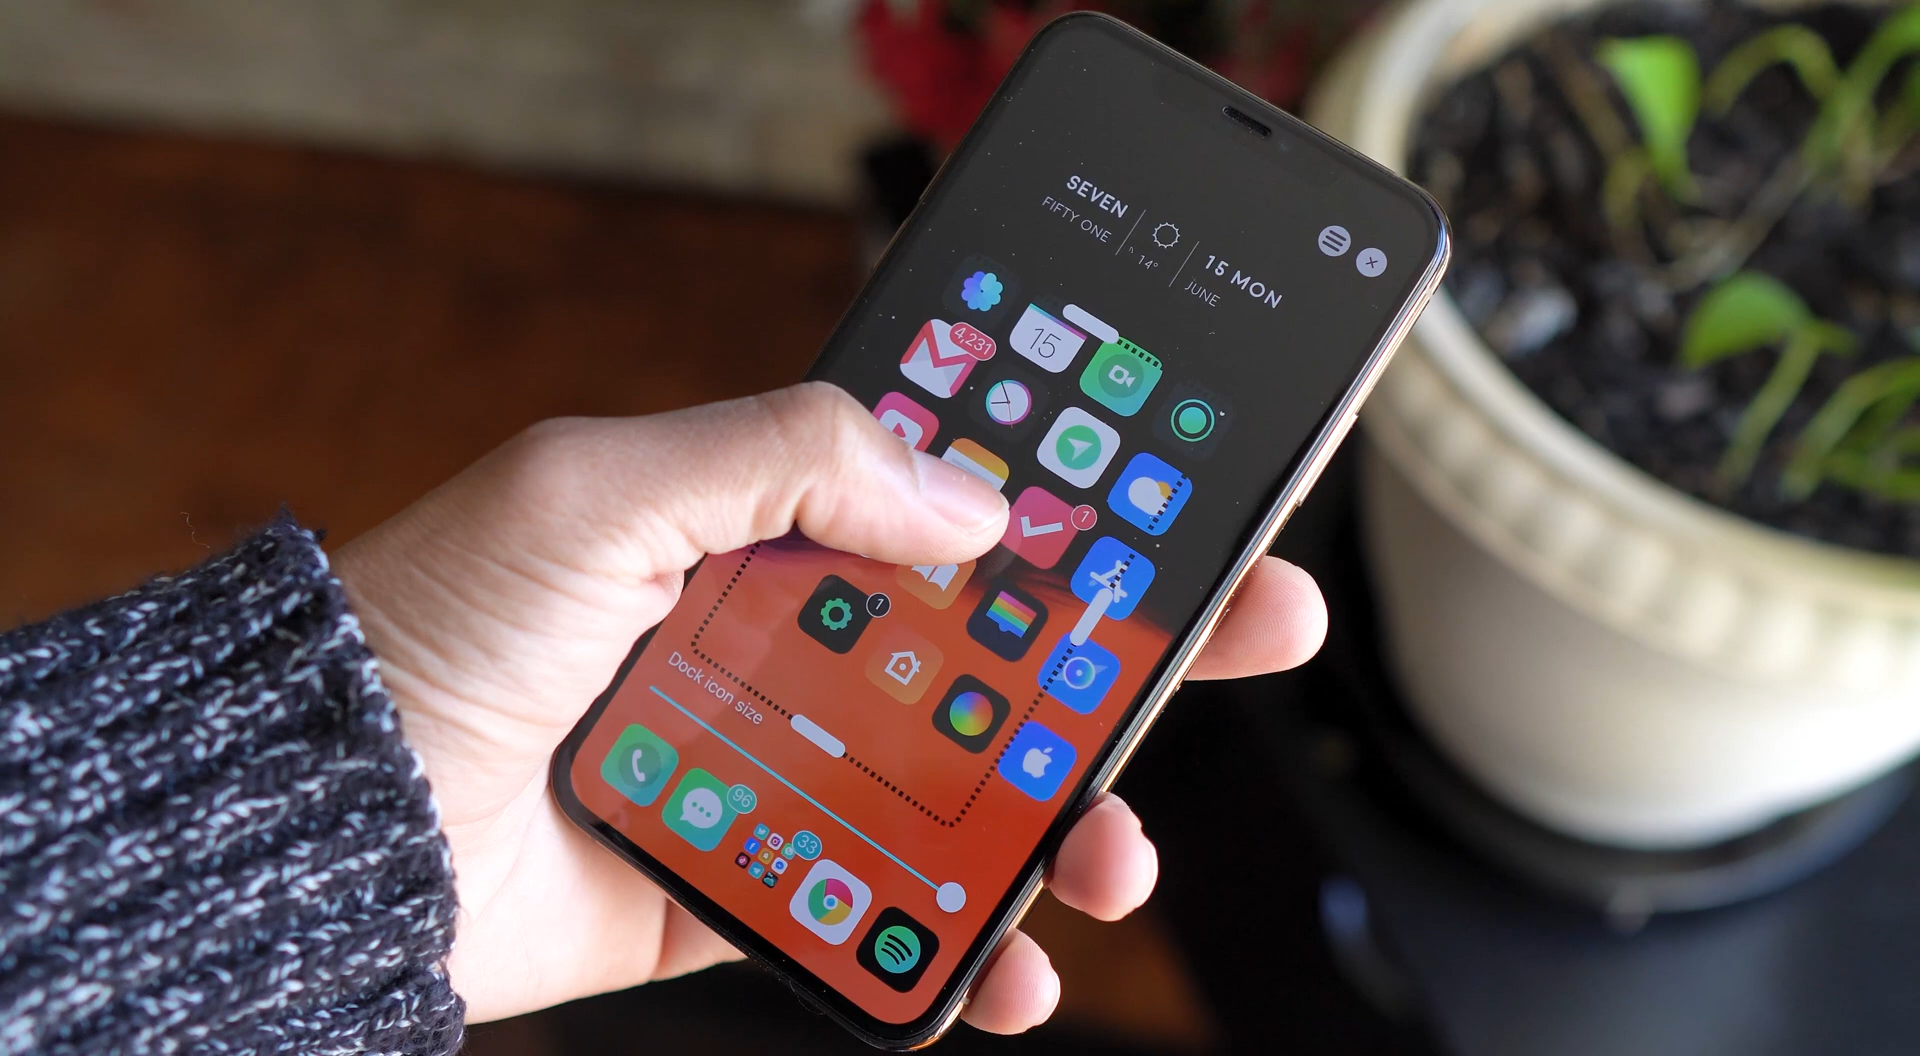 SEVEN
FIFTY ONE
14°
15 MON
JUNE
4,231
15
1
1
Dock icon size
96
33